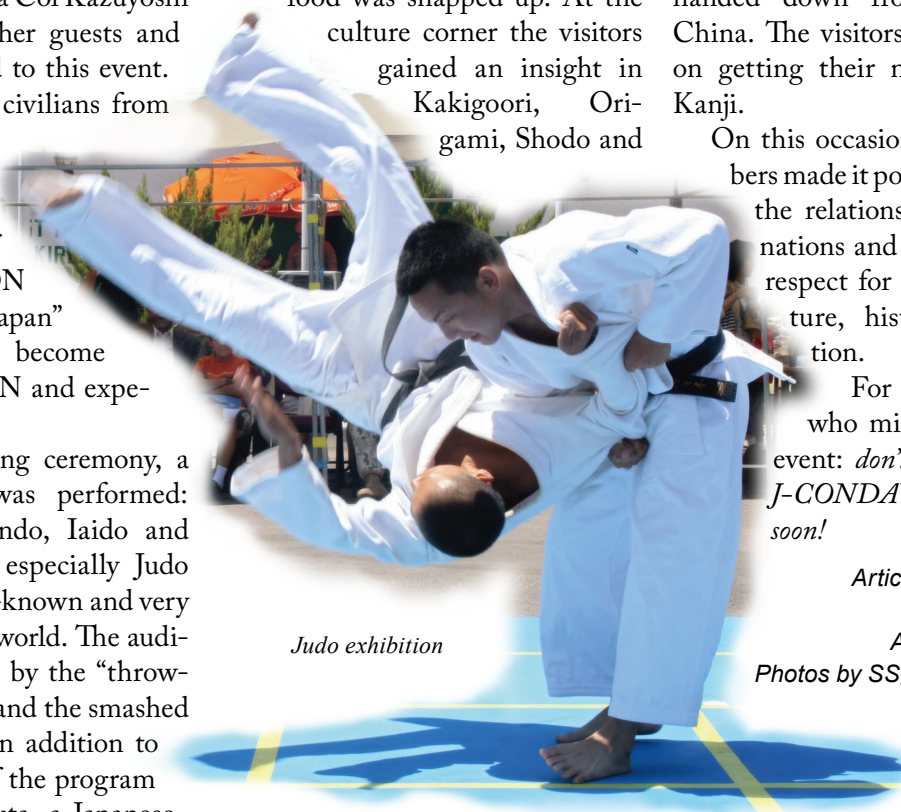 a Col Kazuyoshi
her guests and
to this event.
civilians from
ON
apan”
become
N and expe-
ng ceremony, a
was performed:
ndo, Iaido and
especially Judo
-known and very
world. The audi-
by the “throw-
and the smashed
n addition to
f the program
a Japanese
food was snapped up. At the
culture corner the visitors
gained an insight in
Kakigoori, Ori-
gami, Shodo and
Judo exhibition
handed down fro
China. The visitors
on getting their n
Kanji.
On this occasion
bers made it po
the relations
nations and
respect for
ture, hist
tion.
For
who mi
event: don’
J-CONDA
soon!
Artic
A
Photos by SS